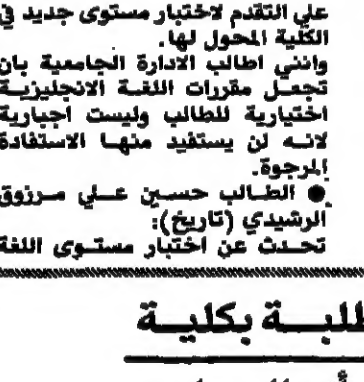 علي التقدم لاختبار مستوى جديد في
الكلية المحول لها.
وانني اطالب الادارة الجامعية بان
تجعل مقررات اللغة الانجليزية
اختيارية للطالب وليست اجبارية
لانه لن يستفيد منها الاستفادة
المرجوة.
● الطالب حسين علي مرزوق
الرشيدي (تاريخ):
تحدث عن اختبار مستوى اللغة
طلبة بكلية